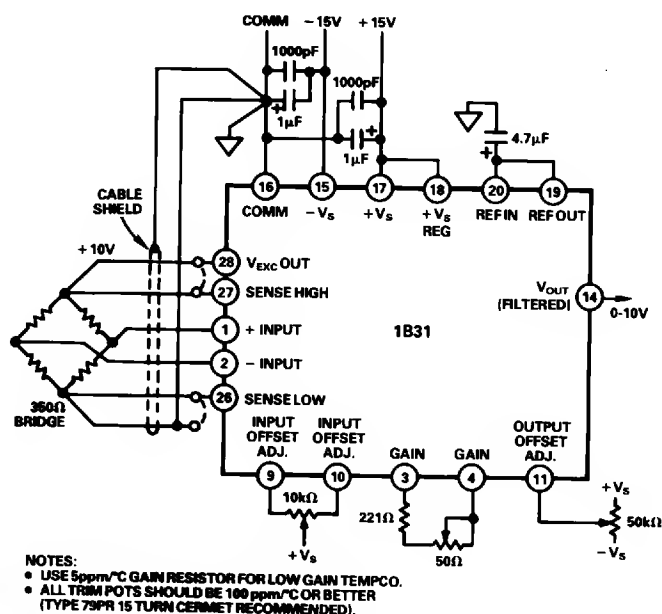 COMM −15V +15V
1000pF
1000pF
1µF
1µF
4.7µF
CABLE
SHIELD
16 15 17 18 20 19
COMM −VS +VS +VS REG REF IN REF OUT
+10V
28 VEXC OUT
27 SENSE HIGH
1 + INPUT
2 − INPUT
26 SENSE LOW
1B31
VOUT
(FILTERED)
14
0-10V
350Ω
BRIDGE
INPUT OFFSET ADJ.
INPUT OFFSET ADJ.
GAIN
GAIN
OUTPUT OFFSET ADJ.
9 10 3 4 11
10kΩ
+VS
221Ω
50Ω
+VS
50kΩ
−VS
NOTES:
• USE 5ppm/°C GAIN RESISTOR FOR LOW GAIN TEMPCO.
• ALL TRIM POTS SHOULD BE 100 ppm/°C OR BETTER
(TYPE 79PR 15 TURN CERMET RECOMMENDED).